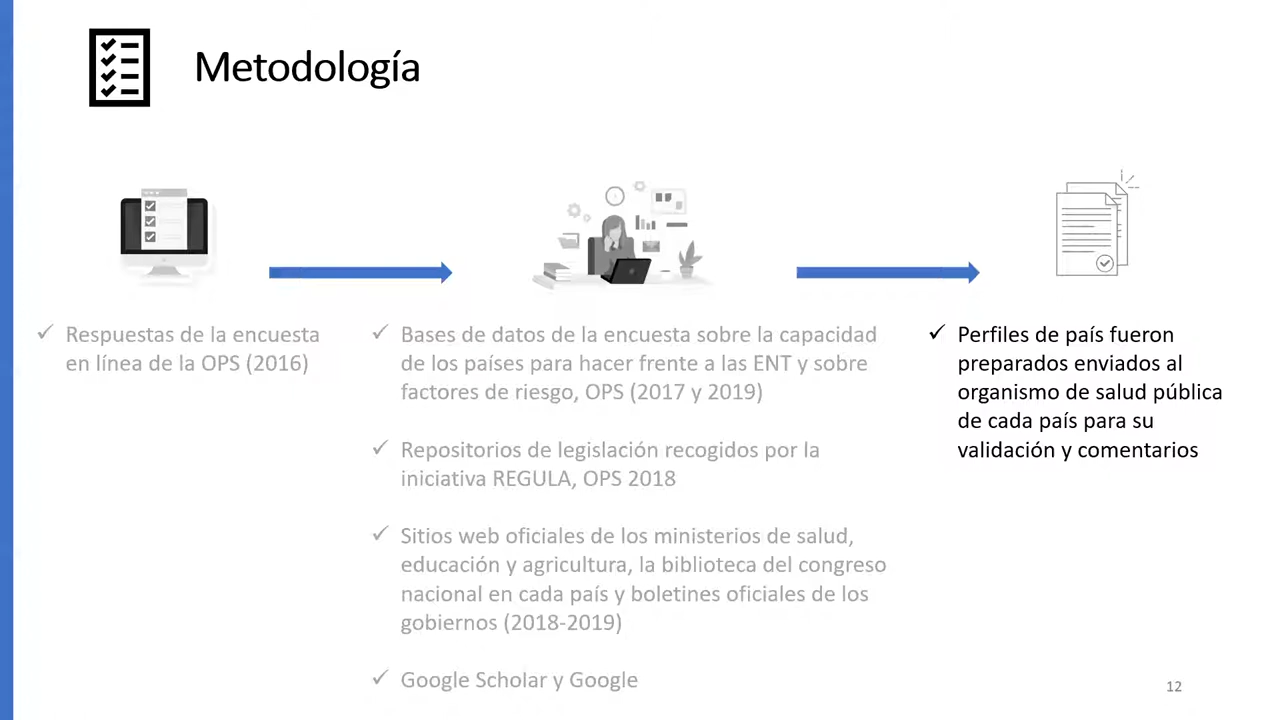 Metodología
Respuestas de la encuesta
en línea de la OPS (2016)
Bases de datos de la encuesta sobre la capacidad
de los países para hacer frente a las ENT y sobre
factores de riesgo, OPS (2017 y 2019)
Repositorios de legislación recogidos por la
iniciativa REGULA, OPS 2018
Sitios web oficiales de los ministerios de salud,
educación y agricultura, la biblioteca del congreso
nacional en cada país y boletines oficiales de los
gobiernos (2018-2019)
Google Scholar y Google
Perfiles de país fueron
preparados enviados al
organismo de salud pública
de cada país para su
validación y comentarios
12